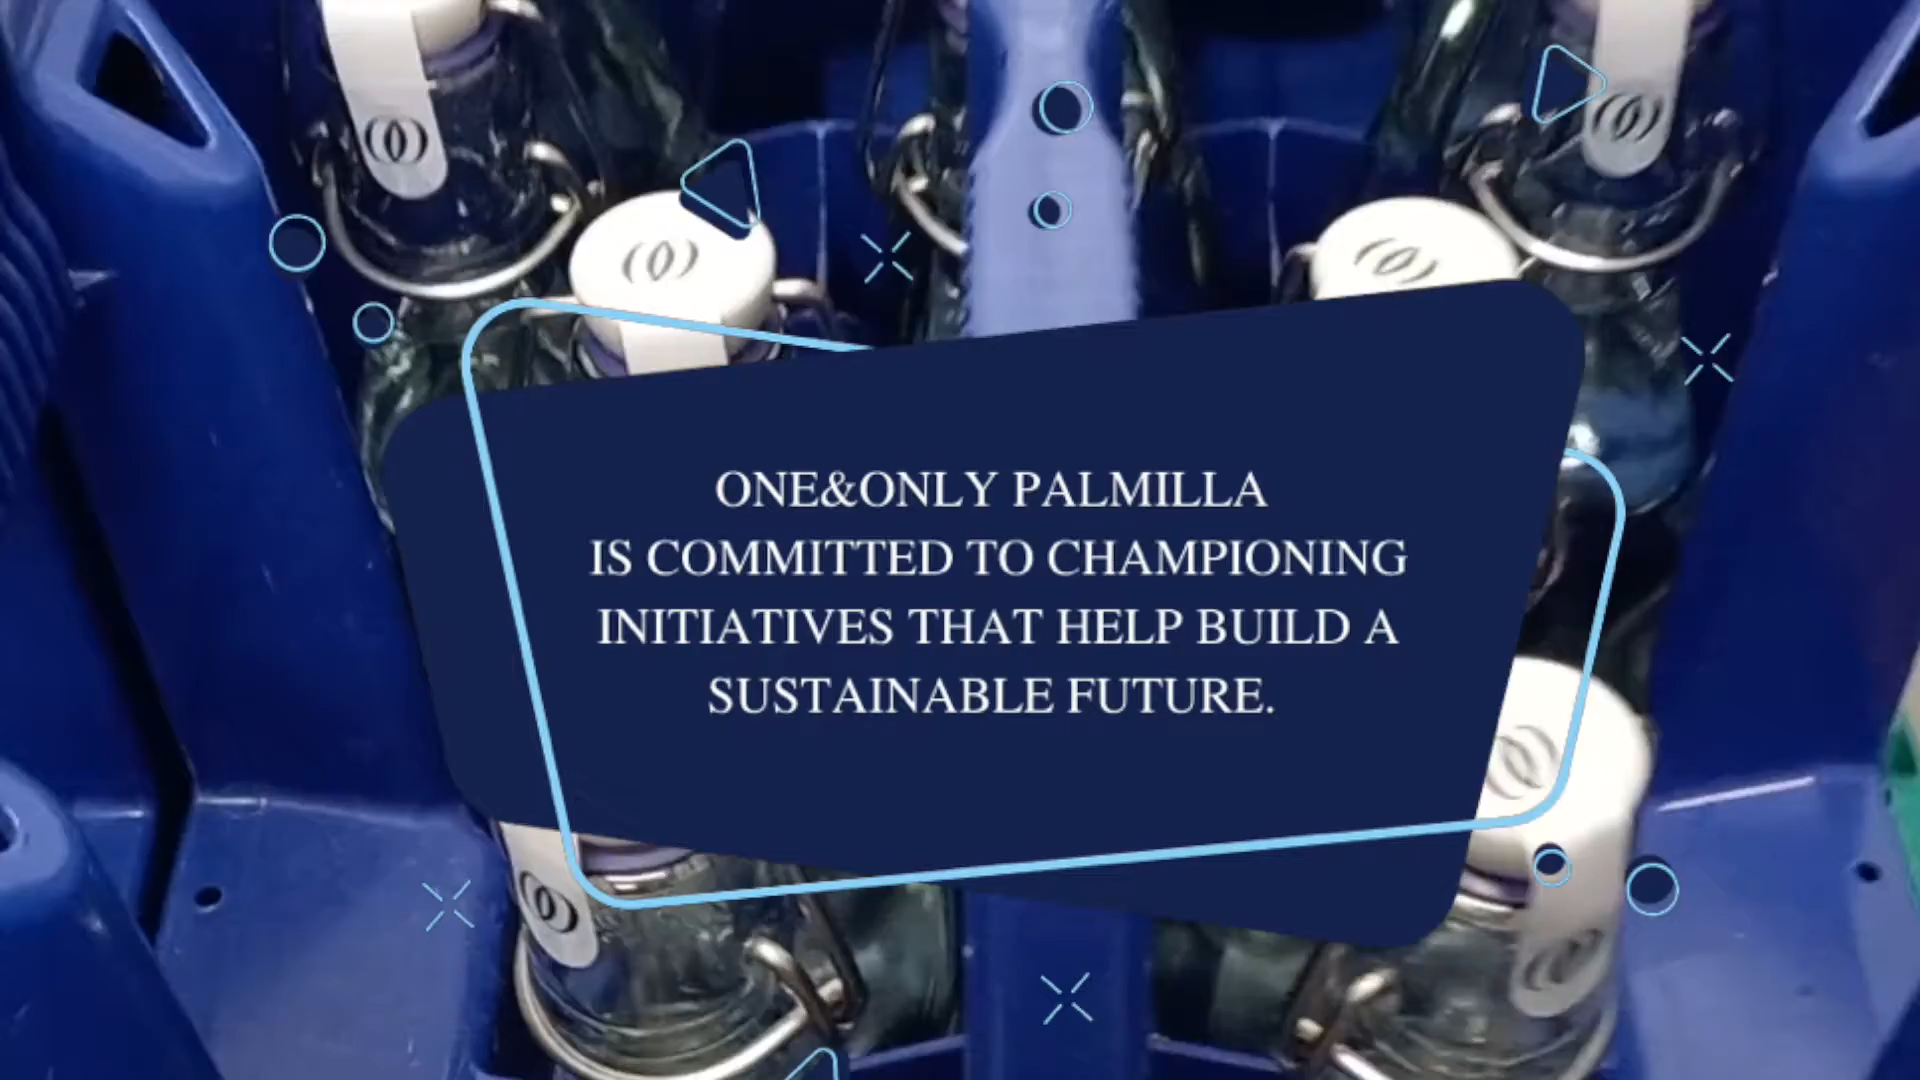 ONE&ONLY PALMILLA
IS COMMITTED TO CHAMPIONING
INITIATIVES THAT HELP BUILD A
SUSTAINABLE FUTURE.